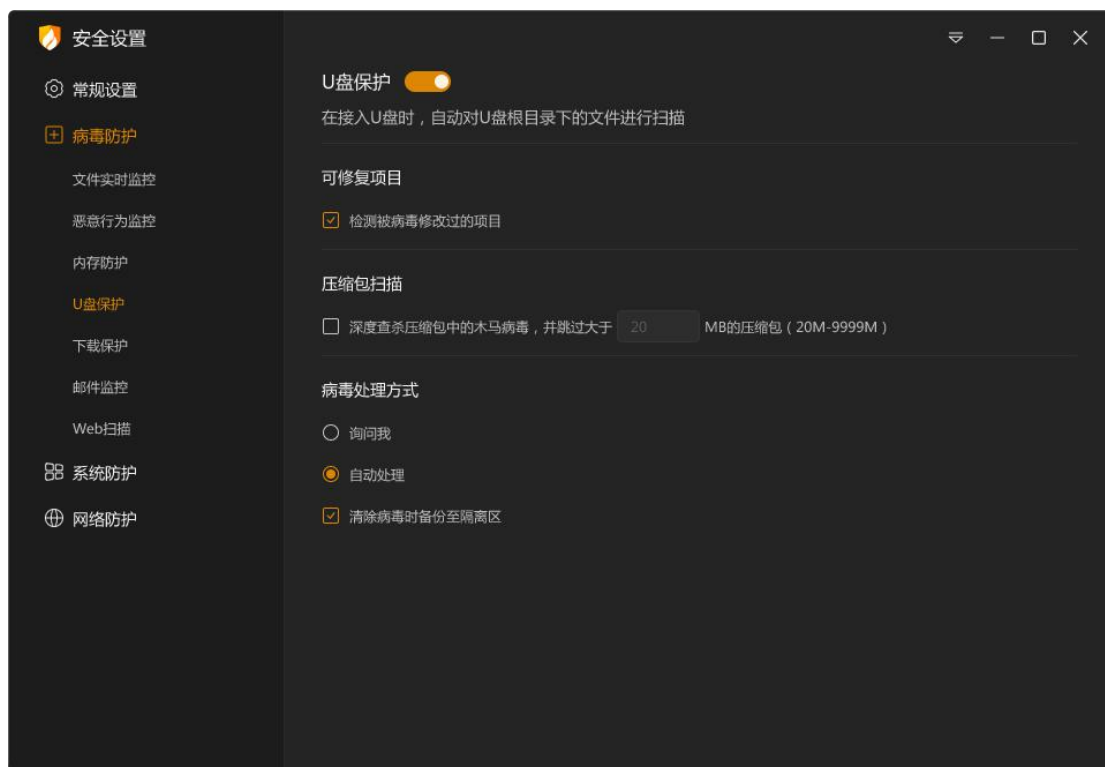 安全设置
常规设置
病毒防护
文件实时监控
恶意行为监控
内存防护
U盘保护
下载保护
邮件监控
Web扫描
系统防护
网络防护
U盘保护
在接入U盘时，自动对U盘根目录下的文件进行扫描
可修复项目
检测被病毒修改过的项目
压缩包扫描
深度查杀压缩包中的木马病毒，并跳过大于 20 MB的压缩包（20M-9999M）
病毒处理方式
询问我
自动处理
清除病毒时备份至隔离区